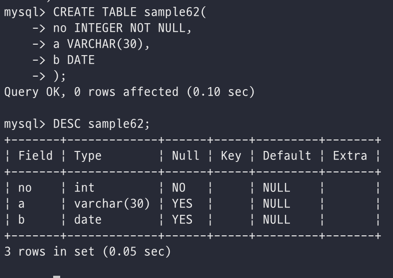 mysql> CREATE TABLE sample62(
    -> no INTEGER NOT NULL,
    -> a VARCHAR(30),
    -> b DATE
    -> );
Query OK, 0 rows affected (0.10 sec)

mysql> DESC sample62;
+-------+-------------+------+-----+---------+-------+
| Field | Type        | Null | Key | Default | Extra |
+-------+-------------+------+-----+---------+-------+
| no    | int         | NO   |     | NULL    |       |
| a     | varchar(30) | YES  |     | NULL    |       |
| b     | date        | YES  |     | NULL    |       |
+-------+-------------+------+-----+---------+-------+
3 rows in set (0.05 sec)